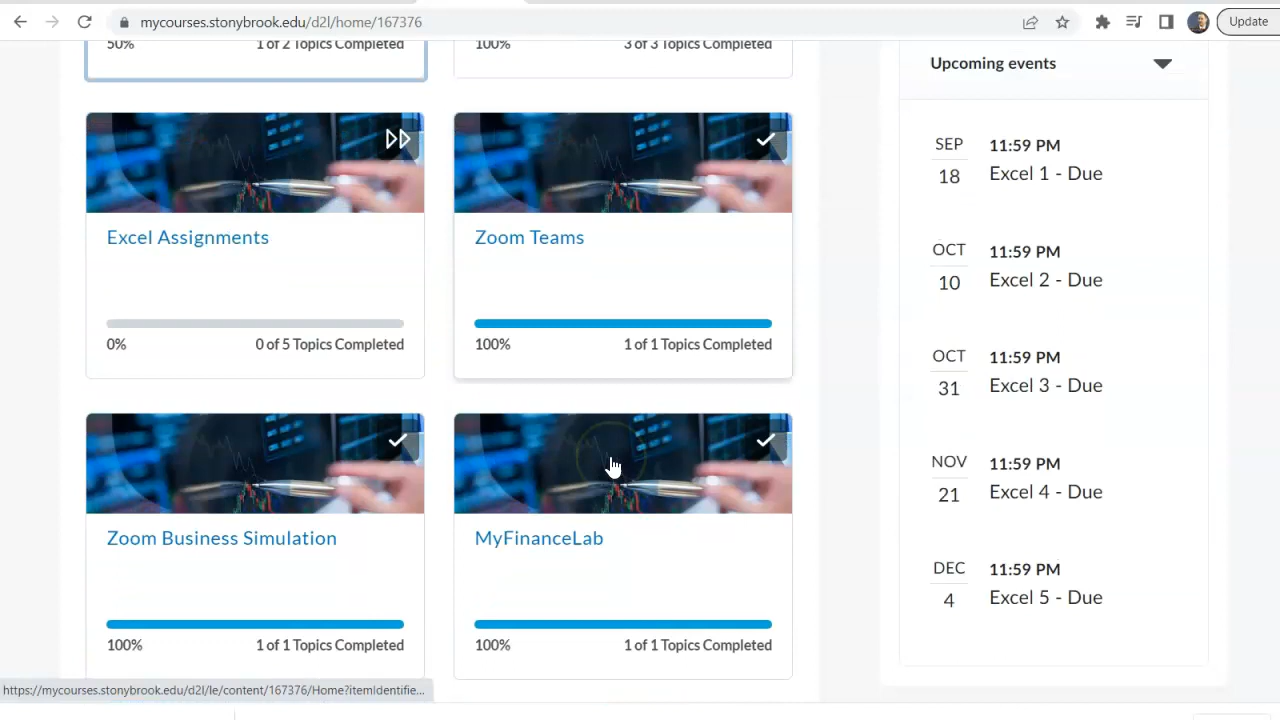 mycourses.stonybrook.edu/d2l/home/167376
Update
50%
1 of 2 Topics Completed
100%
3 of 3 Topics Completed
Excel Assignments
0%
0 of 5 Topics Completed
Zoom Teams
100%
1 of 1 Topics Completed
Zoom Business Simulation
100%
1 of 1 Topics Completed
MyFinanceLab
100%
1 of 1 Topics Completed
Upcoming events
SEP
18
11:59 PM
Excel 1 - Due
OCT
10
11:59 PM
Excel 2 - Due
OCT
31
11:59 PM
Excel 3 - Due
NOV
21
11:59 PM
Excel 4 - Due
DEC
4
11:59 PM
Excel 5 - Due
https://mycourses.stonybrook.edu/d2l/le/content/167376/Home?itemIdentifie...